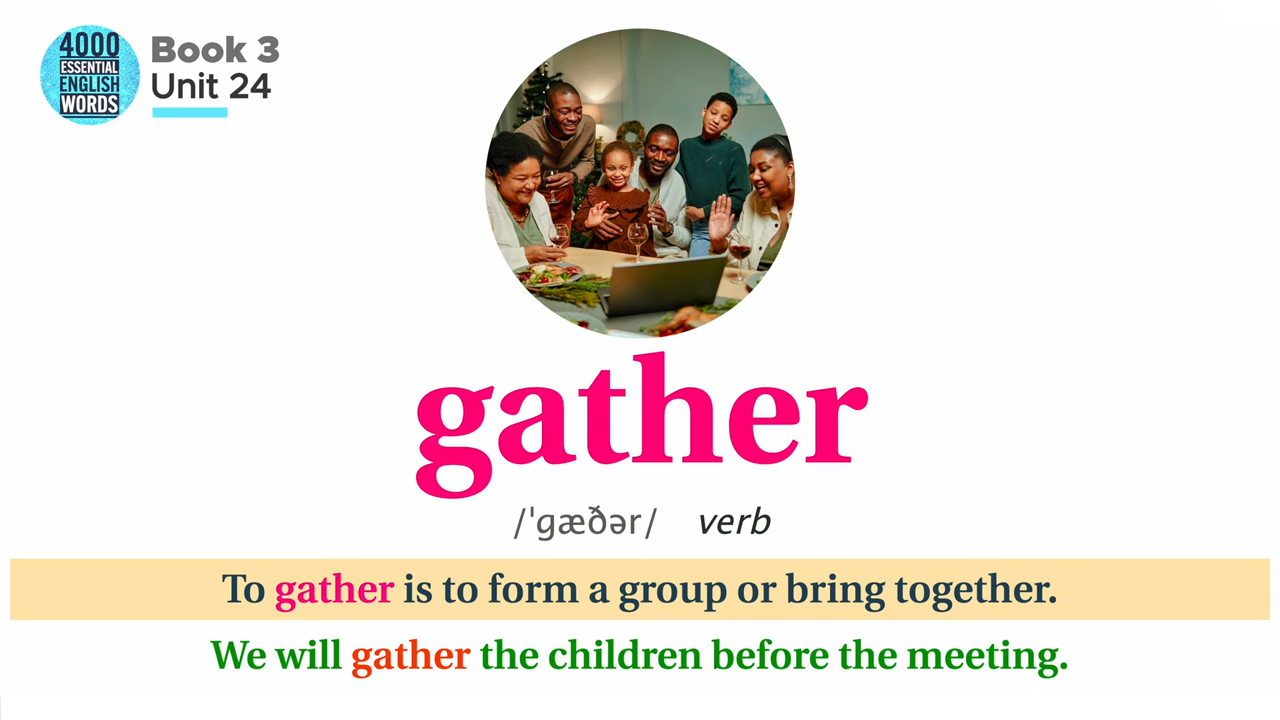 4000
ESSENTIAL
ENGLISH
WORDS
Book 3
Unit 24
gather
/ˈɡæðər/ verb
To gather is to form a group or bring together.
We will gather the children before the meeting.